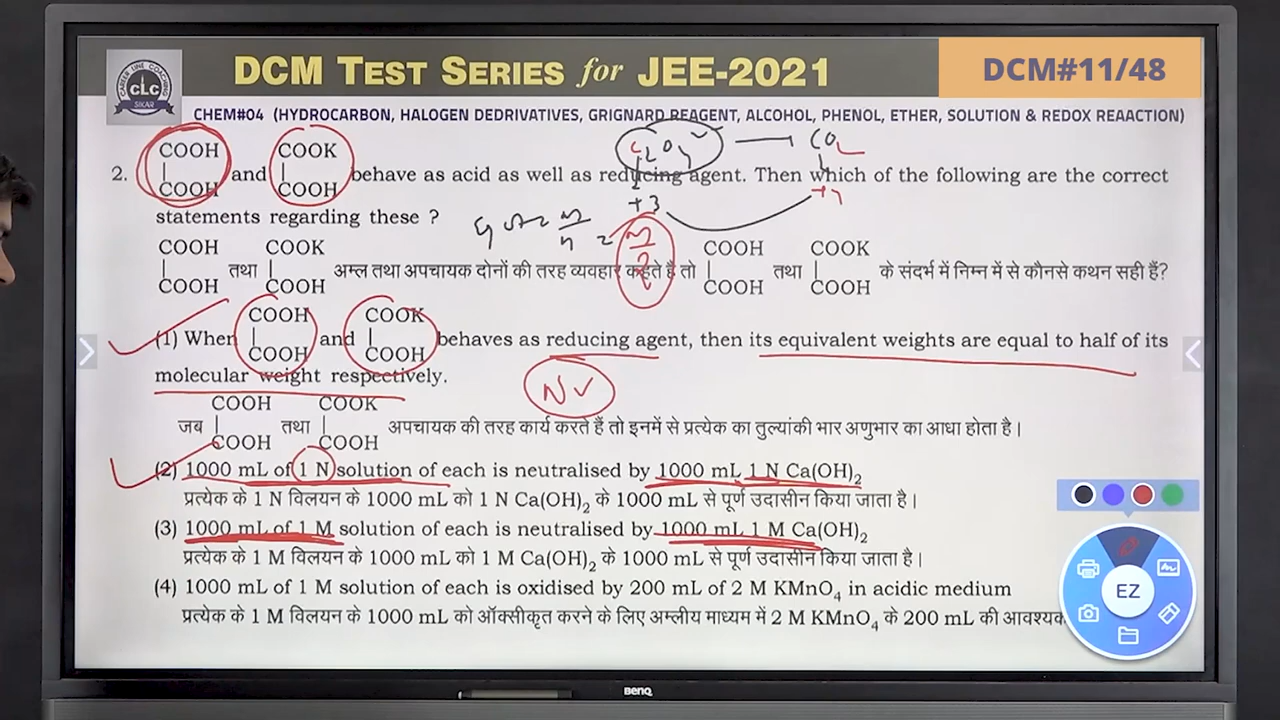 DCM TEST SERIES for JEE-2021
DCM#11/48
CAREER LINE COACHING
CLC
SIKAR
CHEM#04 (HYDROCARBON, HALOGEN DEDRIVATIVES, GRIGNARD REAGENT, ALCOHOL, PHENOL, ETHER, SOLUTION & REDOX REAACTION)
C2O4 CO2
COOH COOK
2. | and | behave as acid as well as reducing agent. Then which of the following are the correct
COOH COOH
+3
statements regarding these ?
COOH COOK COOH COOK
| तथा | अम्ल तथा अपचायक दोनों की तरह व्यवहार कहते है तो | तथा | के संदर्भ में निम्न में से कौनसे कथन सही हैं?
COOH COOH COOH COOH
COOH COOK
(1) When | and | behaves as reducing agent, then its equivalent weights are equal to half of its
COOH COOH
molecular weight respectively.
NV
COOH COOK
जब | तथा | अपचायक की तरह कार्य करते हैं तो इनमें से प्रत्येक का तुल्यांकी भार अणुभार का आधा होता है।
COOH COOH
(2) 1000 mL of 1 N solution of each is neutralised by 1000 mL 1 N Ca(OH)2
प्रत्येक के 1 N विलयन के 1000 mL को 1 N Ca(OH)2 के 1000 mL से पूर्ण उदासीन किया जाता है।
(3) 1000 mL of 1 M solution of each is neutralised by 1000 mL 1 M Ca(OH)2
प्रत्येक के 1 M विलयन के 1000 mL को 1 M Ca(OH)2 के 1000 mL से पूर्ण उदासीन किया जाता है।
(4) 1000 mL of 1 M solution of each is oxidised by 200 mL of 2 M KMnO4 in acidic medium
प्रत्येक के 1 M विलयन के 1000 mL को ऑक्सीकृत करने के लिए अम्लीय माध्यम में 2 M KMnO4 के 200 mL की
EZ
BenQ